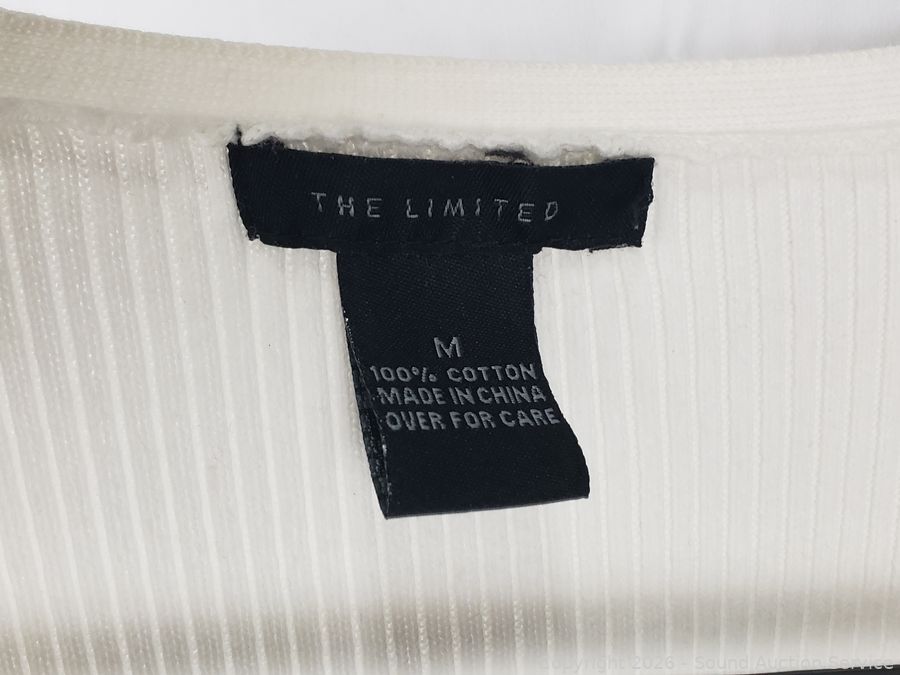 THE LIMITED
M
100% COTTON
MADE IN CHINA
OVER FOR CARE
Copyright 2026 - Sound Auction Service